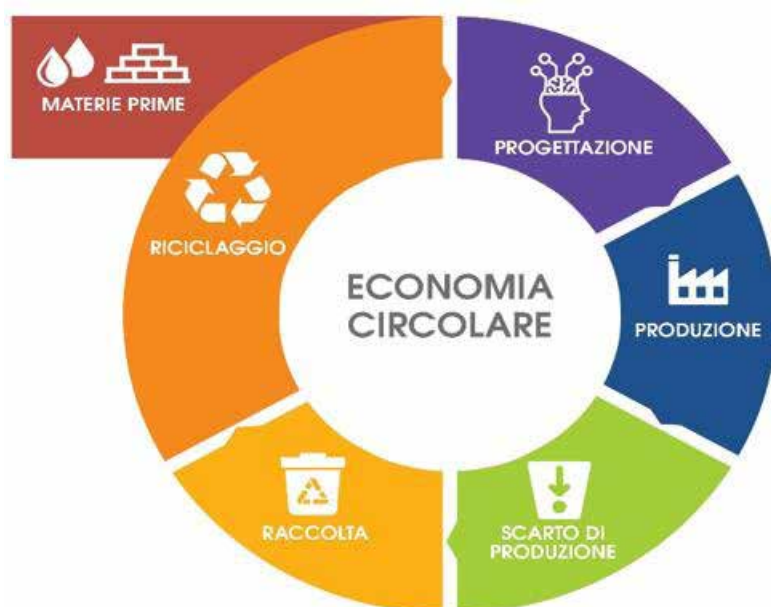 MATERIE PRIME
PROGETTAZIONE
RICICLAGGIO
ECONOMIA
CIRCOLARE
PRODUZIONE
RACCOLTA
SCARTO DI
PRODUZIONE